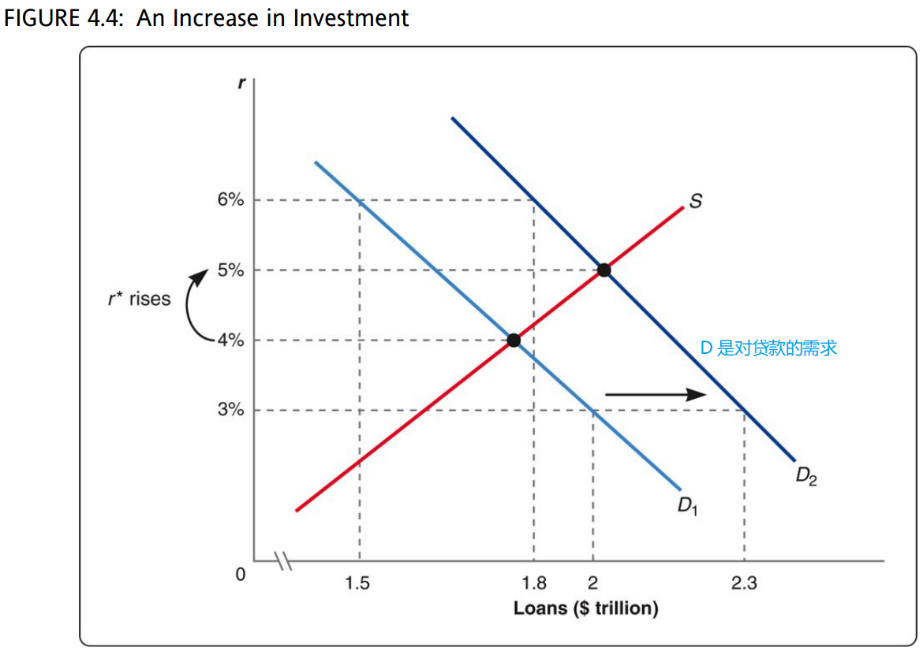 FIGURE 4.4: An Increase in Investment
r
6%
S
5%
r* rises
4%
D 是对贷款的需求
3%
D2
D1
0
1.5 1.8 2 2.3
Loans ($ trillion)